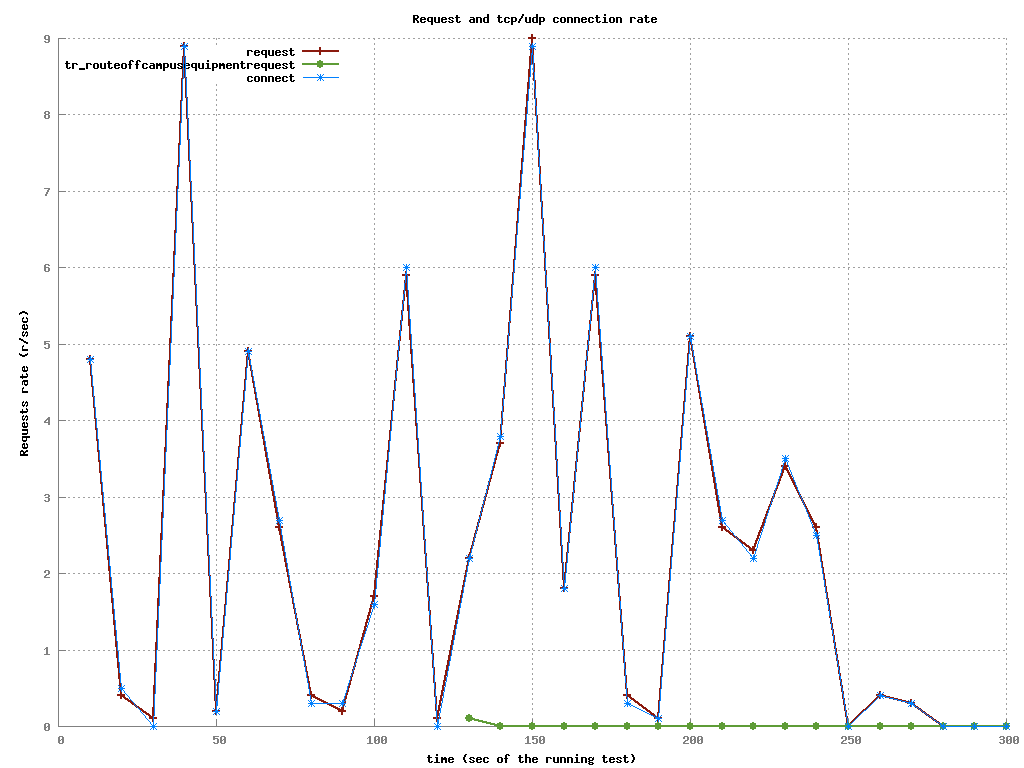 Request and tcp/udp connection rate
9
8
7
6
5
4
3
2
1
0
Requests rate (r/sec)
request
tr_routeoffcampusequipmentrequest
connect
0 50 100 150 200 250 300
time (sec of the running test)